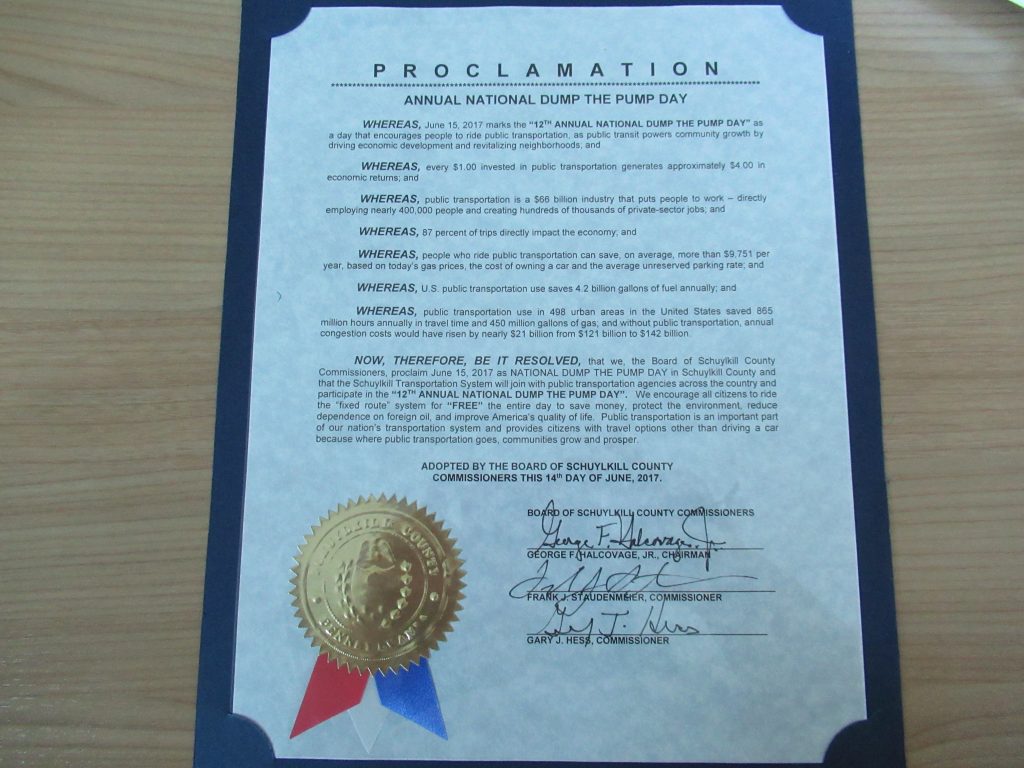 PROCLAMATION
******************************************************************************************
ANNUAL NATIONAL DUMP THE PUMP DAY
WHEREAS, June 15, 2017 marks the "12TH ANNUAL NATIONAL DUMP THE PUMP DAY" as
a day that encourages people to ride public transportation, as public transit powers community growth by
driving economic development and revitalizing neighborhoods; and
WHEREAS, every $1.00 invested in public transportation generates approximately $4.00 in
economic returns; and
WHEREAS, public transportation is a $66 billion industry that puts people to work – directly
employing nearly 400,000 people and creating hundreds of thousands of private-sector jobs; and
WHEREAS, 87 percent of trips directly impact the economy; and
WHEREAS, people who ride public transportation can save, on average, more than $9,751 per
year, based on today's gas prices, the cost of owning a car and the average unreserved parking rate; and
WHEREAS, U.S. public transportation use saves 4.2 billion gallons of fuel annually; and
WHEREAS, public transportation use in 498 urban areas in the United States saved 865
million hours annually in travel time and 450 million gallons of gas; and without public transportation, annual
congestion costs would have risen by nearly $21 billion from $121 billion to $142 billion.
NOW, THEREFORE, BE IT RESOLVED, that we, the Board of Schuylkill County
Commissioners, proclaim June 15, 2017 as NATIONAL DUMP THE PUMP DAY in Schuylkill County and
that the Schuylkill Transportation System will join with public transportation agencies across the country and
participate in the "12TH ANNUAL NATIONAL DUMP THE PUMP DAY". We encourage all citizens to ride
the "fixed route" system for "FREE" the entire day to save money, protect the environment, reduce
dependence on foreign oil, and improve America's quality of life. Public transportation is an important part
of our nation's transportation system and provides citizens with travel options other than driving a car
because where public transportation goes, communities grow and prosper.
ADOPTED BY THE BOARD OF SCHUYLKILL COUNTY
COMMISSIONERS THIS 14th DAY OF JUNE, 2017.
BOARD OF SCHUYLKILL COUNTY COMMISSIONERS
George F. Halcovage, Jr.
GEORGE F. HALCOVAGE, JR., CHAIRMAN
FRANK J. STAUDENMEIER, COMMISSIONER
Hess
GARY J. HESS, COMMISSIONER
SCHUYLKILL COUNTY
PENNSYLVANIA